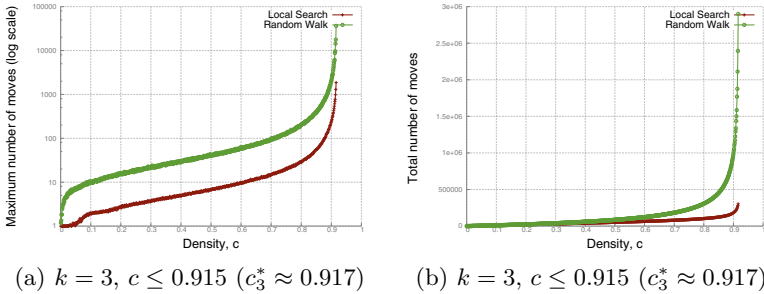 Local Search
Random Walk
Maximum number of moves (log scale)
100000
10000
1000
100
10
1
0
0.1
0.2
0.3
0.4
0.5
0.6
0.7
0.8
0.9
1
Density, c
(a) k = 3, c ≤ 0.915 (c₃* ≈ 0.917)
Local Search
Random Walk
Total number of moves
3e+06
2.5e+06
2e+06
1.5e+06
1e+06
500000
0
0
0.1
0.2
0.3
0.4
0.5
0.6
0.7
0.8
0.9
1
Density, c
(b) k = 3, c ≤ 0.915 (c₃* ≈ 0.917)